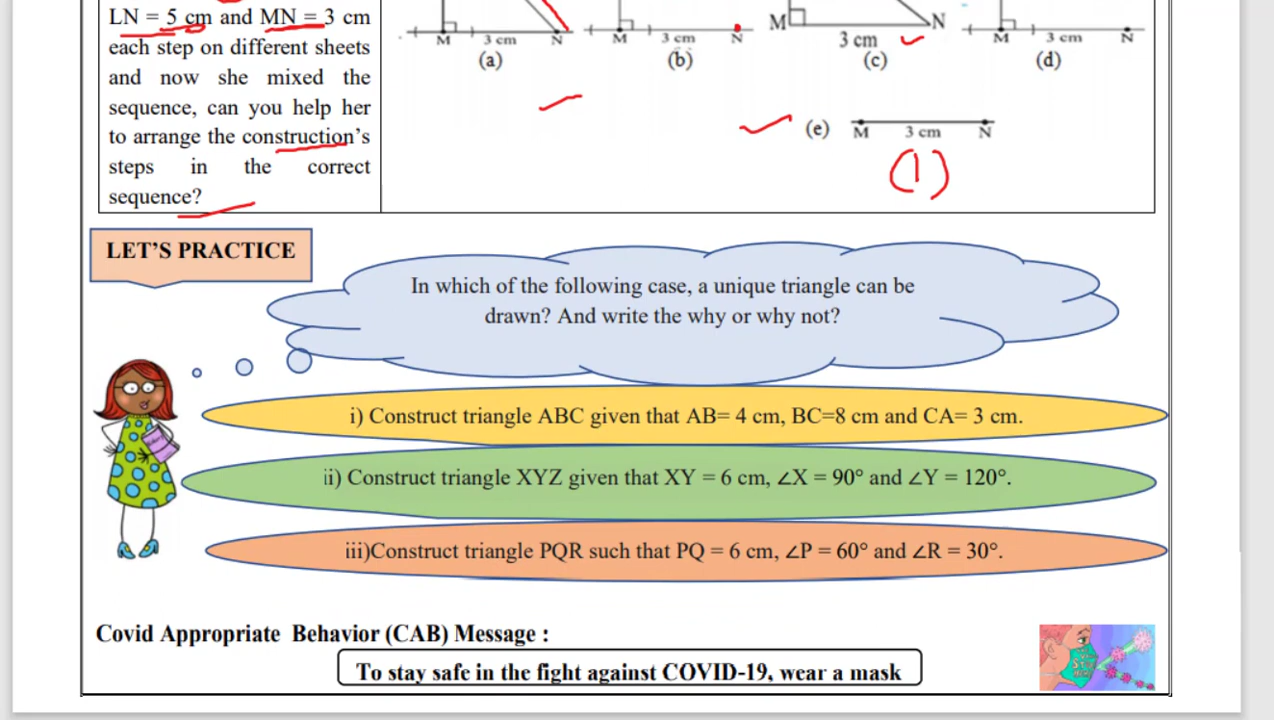 LN = 5 cm and MN = 3 cm
each step on different sheets
and now she mixed the
sequence, can you help her
to arrange the construction's
steps in the correct
sequence?
M 3 cm N
(a)
M 3 cm N
(b)
M 3 cm N
(c)
M 3 cm N
(d)
(e) M 3 cm N
(1)
LET'S PRACTICE
In which of the following case, a unique triangle can be
drawn? And write the why or why not?
i) Construct triangle ABC given that AB= 4 cm, BC=8 cm and CA= 3 cm.
ii) Construct triangle XYZ given that XY = 6 cm, ∠X = 90° and ∠Y = 120°.
iii)Construct triangle PQR such that PQ = 6 cm, ∠P = 60° and ∠R = 30°.
Covid Appropriate Behavior (CAB) Message :
To stay safe in the fight against COVID-19, wear a mask